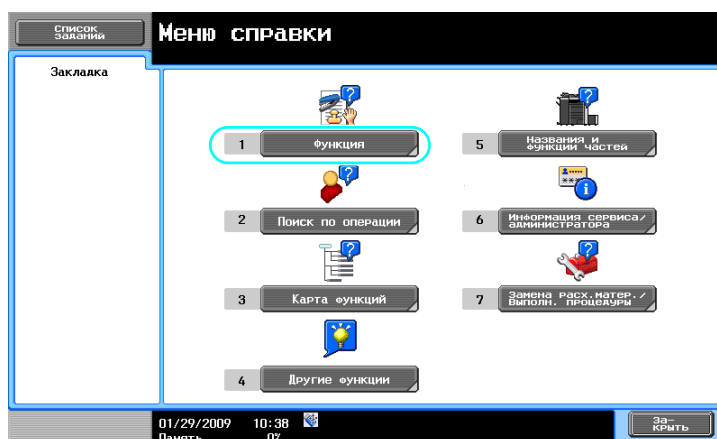 Список
заданий
Меню справки
Закладка
1 Функция
5 Названия и
функции частей
2 Поиск по операции
6 Информация сервиса/
администратора
3 Карта функций
7 Замена расх.матер./
Выполн. процедуры
4 Другие функции
01/29/2009 10:38
Память 0%
За-
крыть